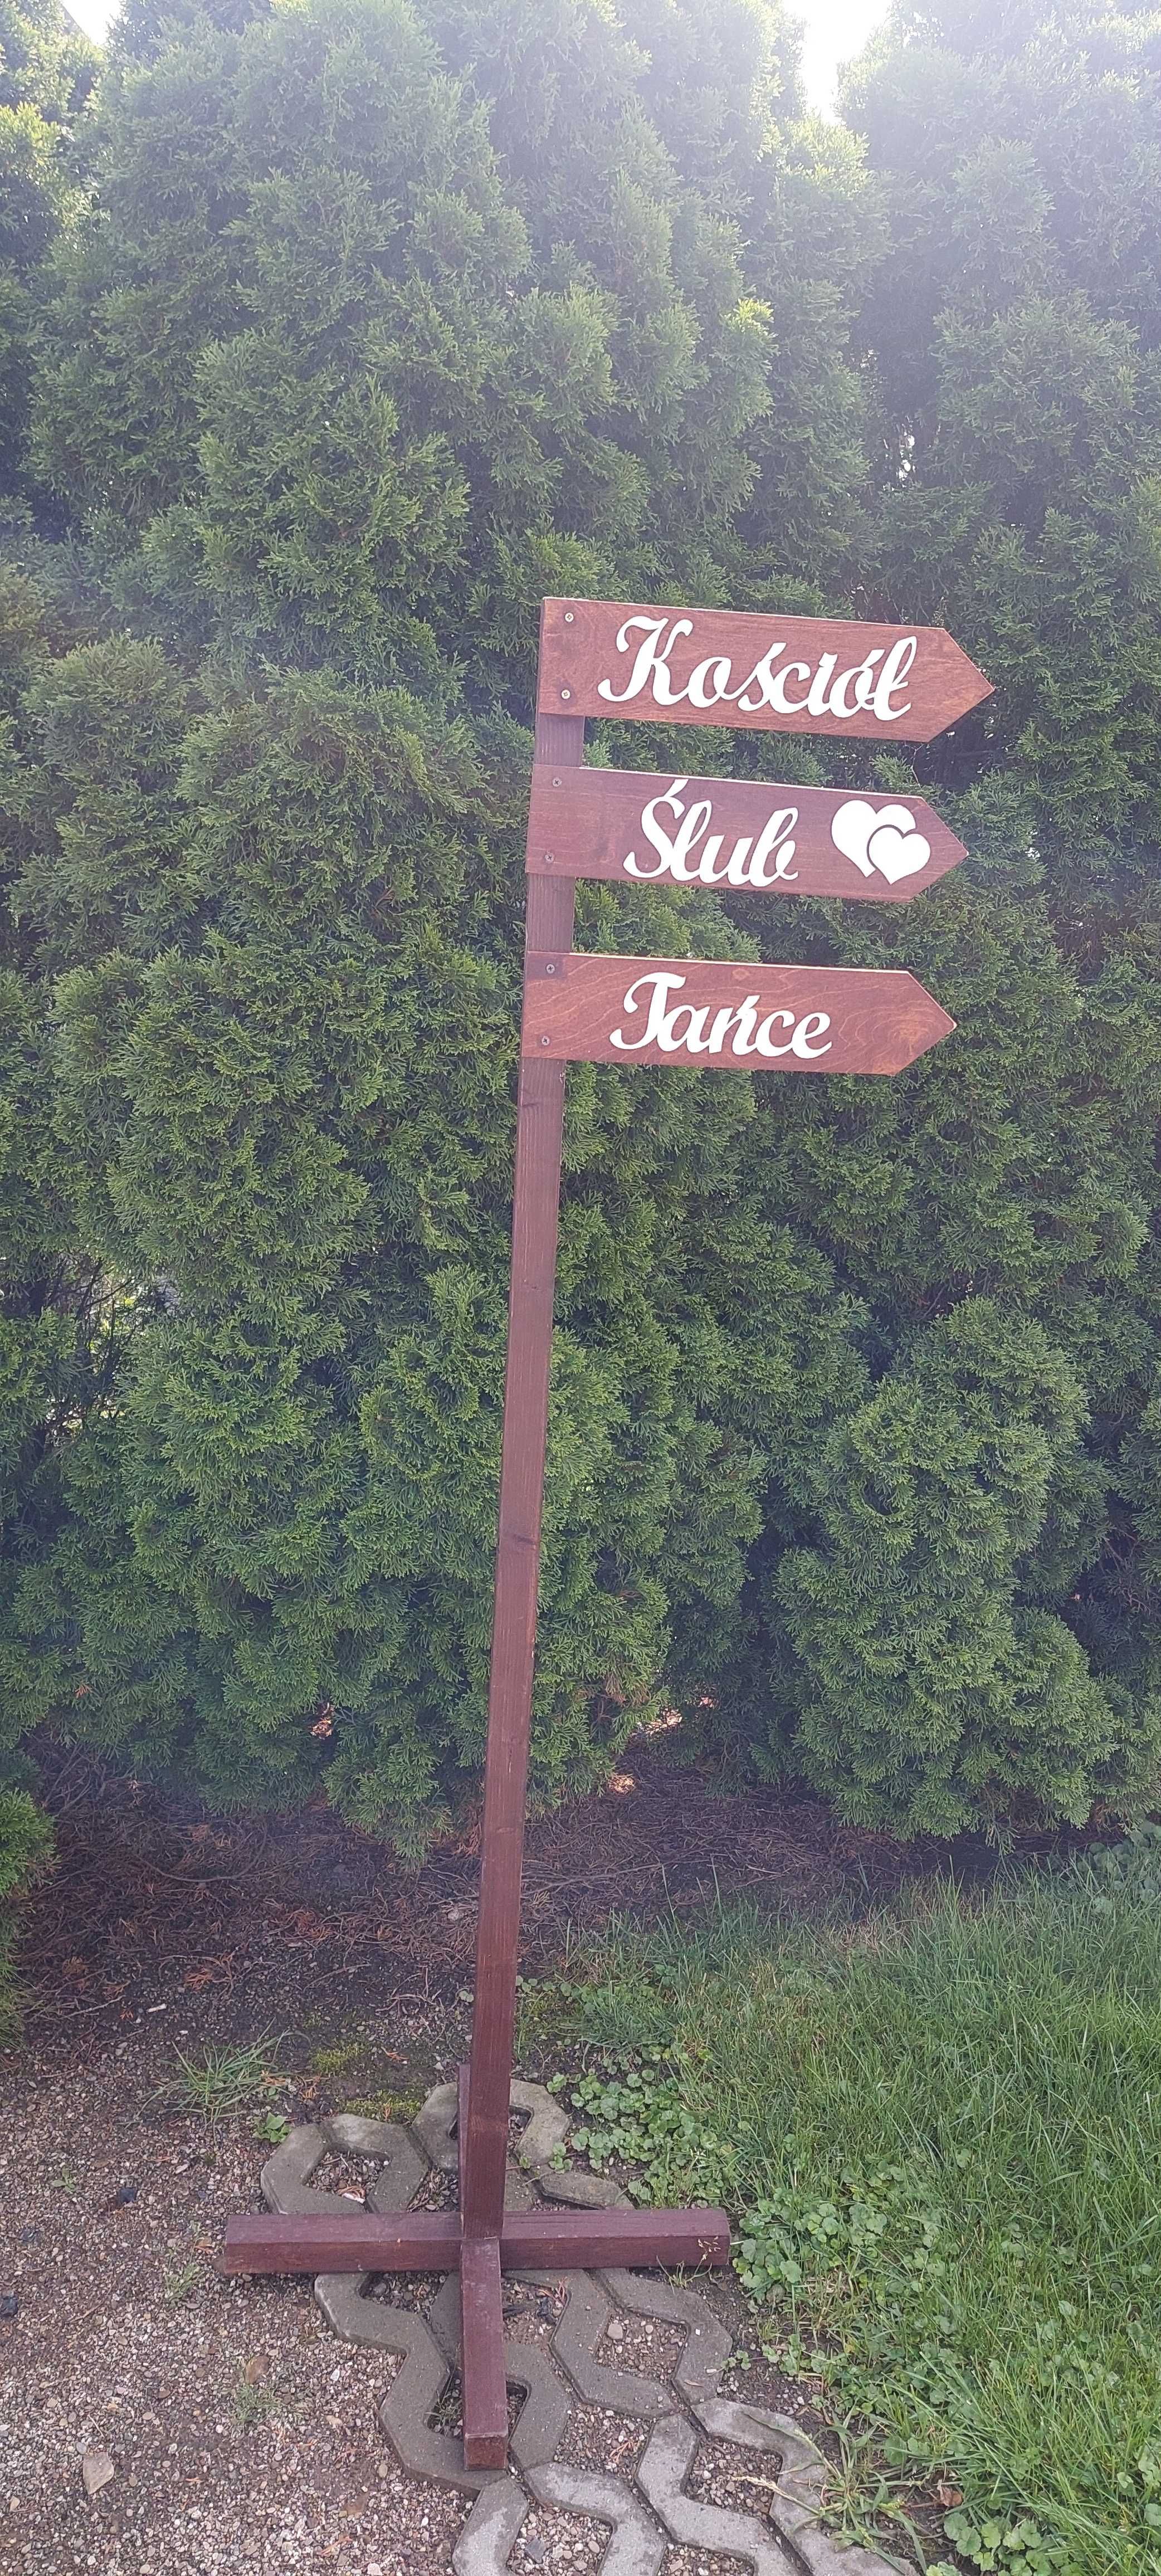 Kościół
Ślub
Tańce